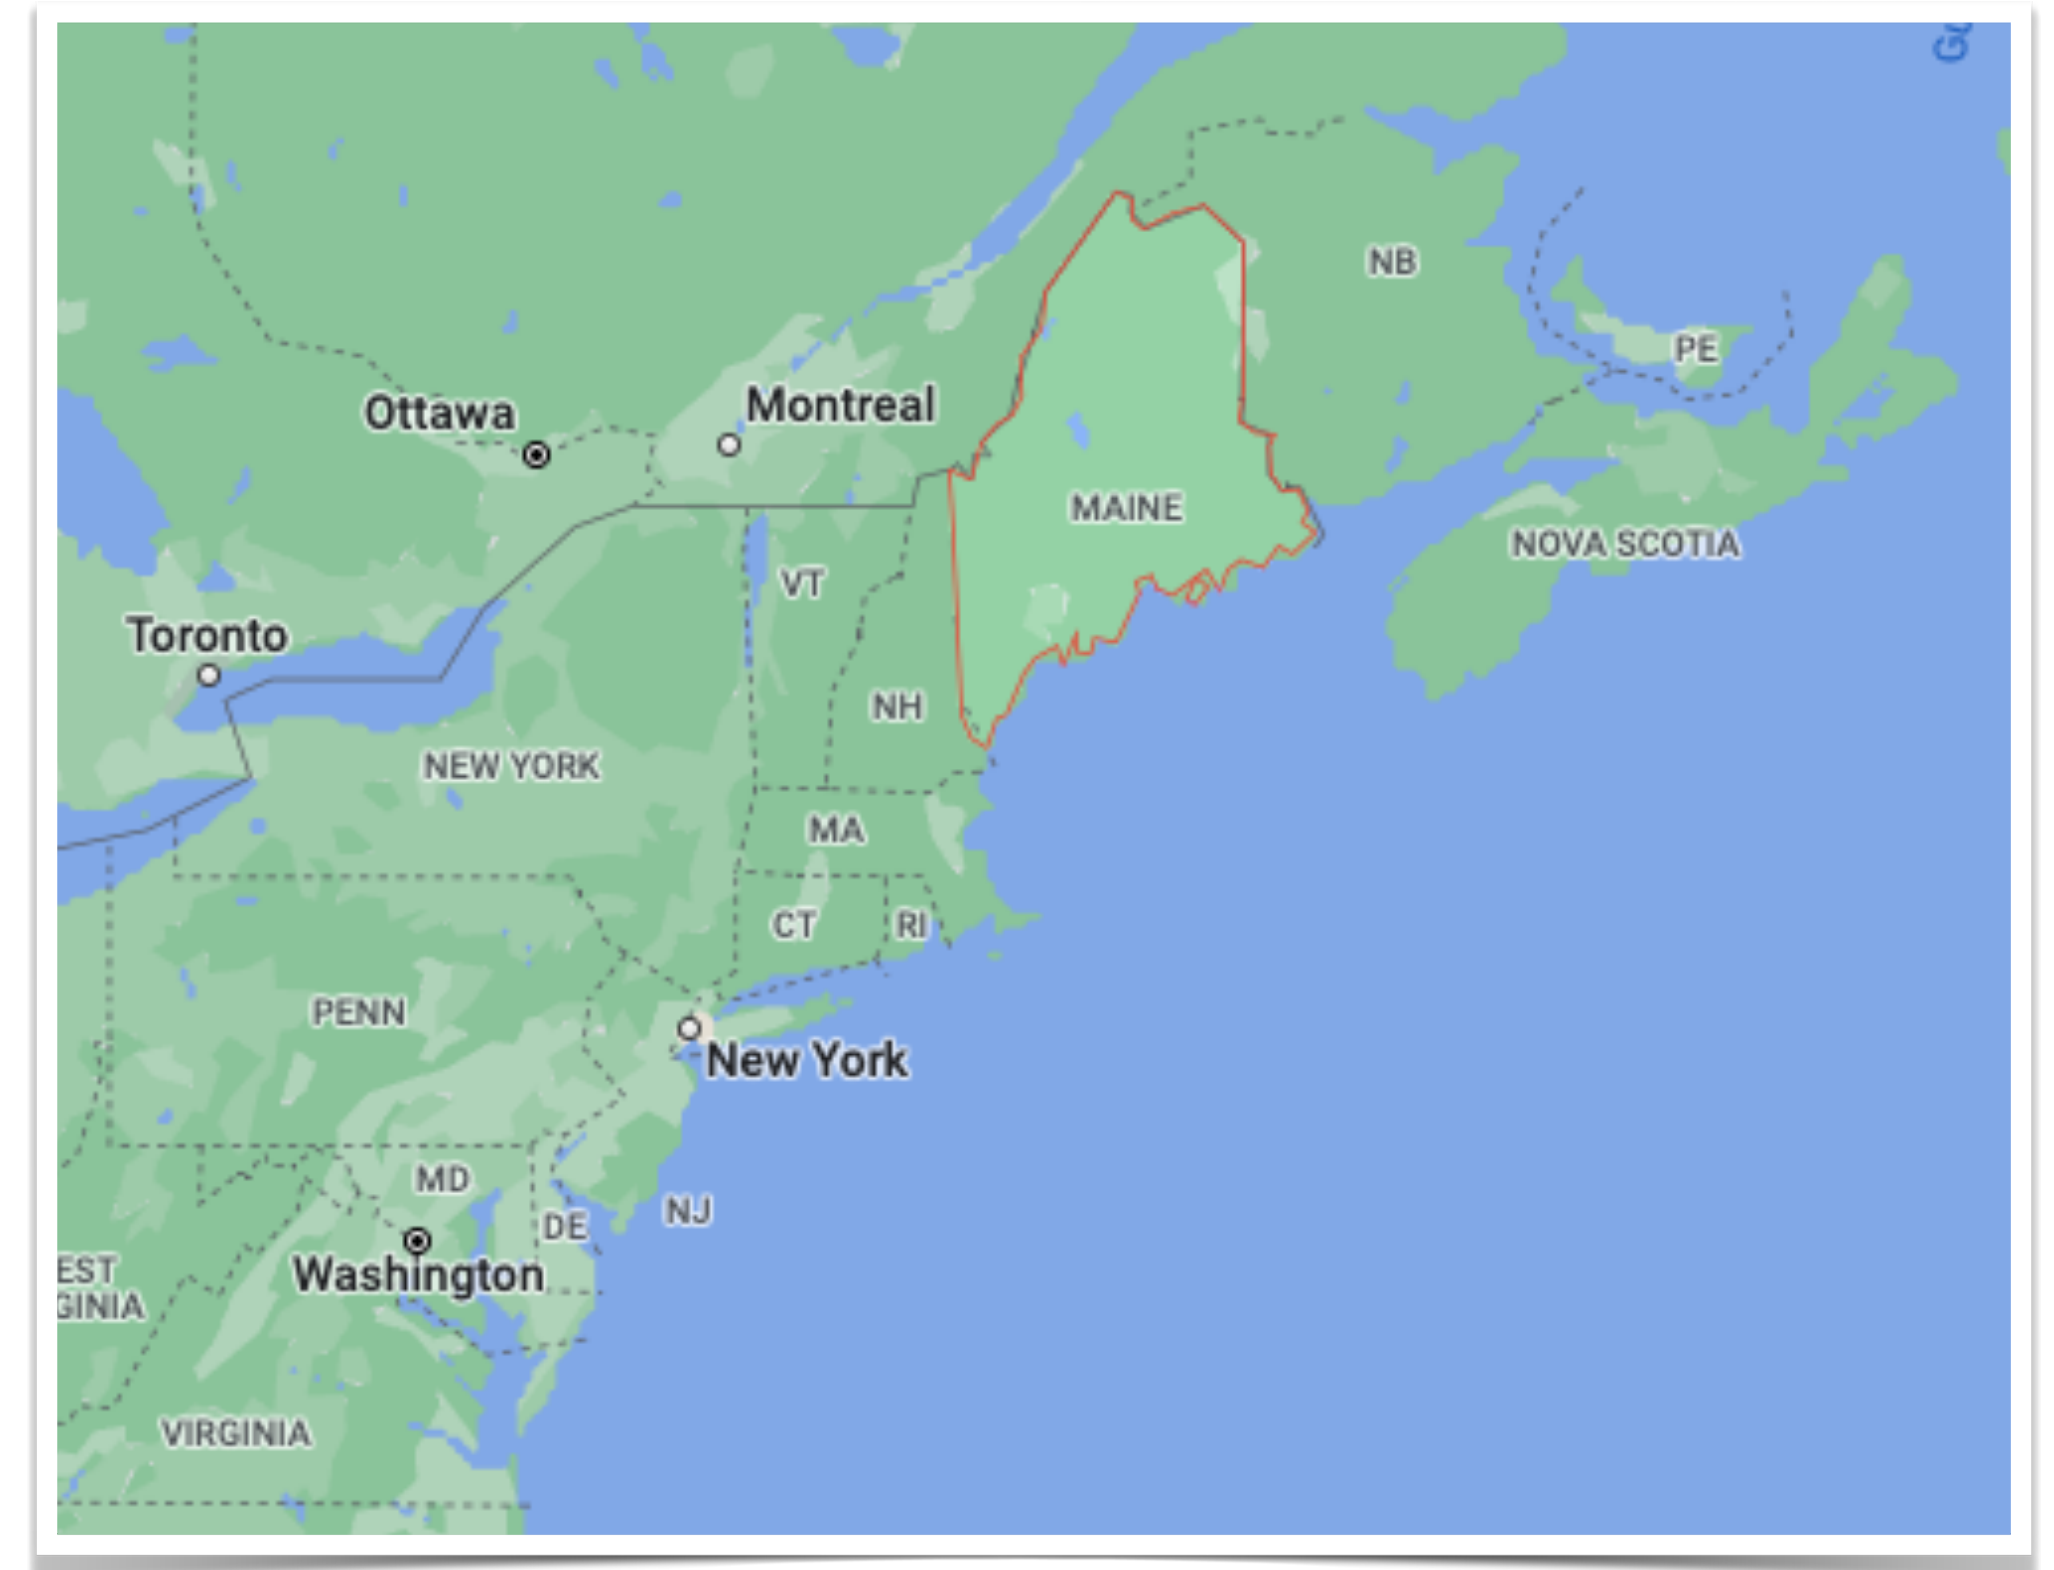 Gu
NB
PE
Ottawa
Montreal
MAINE
NOVA SCOTIA
VT
Toronto
NH
NEW YORK
MA
CT
RI
PENN
New York
MD
NJ
DE
Washington
EST
GINIA
VIRGINIA